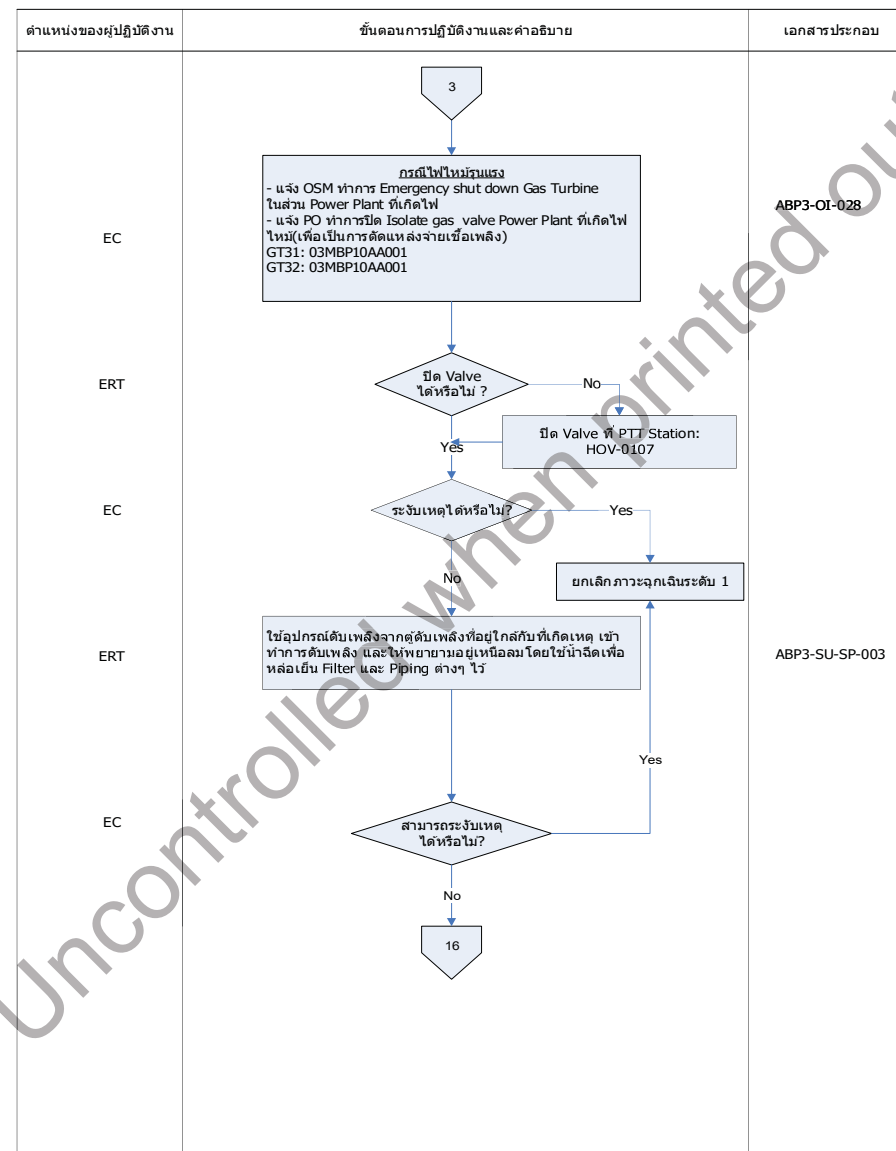 ตำแหน่งของผู้ปฏิบัติงาน
ขั้นตอนการปฏิบัติงานและคำอธิบาย
เอกสารประกอบ
3
EC
กรณีไฟไหม้รุนแรง
- แจ้ง OSM ทำการ Emergency shut down Gas Turbine
ในส่วน Power Plant ที่เกิดไฟ
- แจ้ง PO ทำการปิด Isolate gas valve Power Plant ที่เกิดไฟ
ไหม้(เพื่อเป็นการตัดแหล่งจ่ายเชื้อเพลิง)
GT31: 03MBP10AA001
GT32: 03MBP10AA001
ABP3-OI-028
ERT
ปิด Valve
ได้หรือไม่ ?
No
ปิด Valve ที่ PTT Station:
HOV-0107
Yes
EC
ระงับเหตุได้หรือไม่?
Yes
No
ยกเลิกภาวะฉุกเฉินระดับ 1
ERT
ใช้อุปกรณ์ดับเพลิงจากตู้ดับเพลิงที่อยู่ใกล้กับที่เกิดเหตุ เข้า
ทำการดับเพลิง และให้พยายามอยู่เหนือลมโดยใช้น้ำฉีดเพื่อ
หล่อเย็น Filter และ Piping ต่างๆ ไว้
ABP3-SU-SP-003
Yes
EC
สามารถระงับเหตุ
ได้หรือไม่?
No
16
Uncontrolled when printed ou